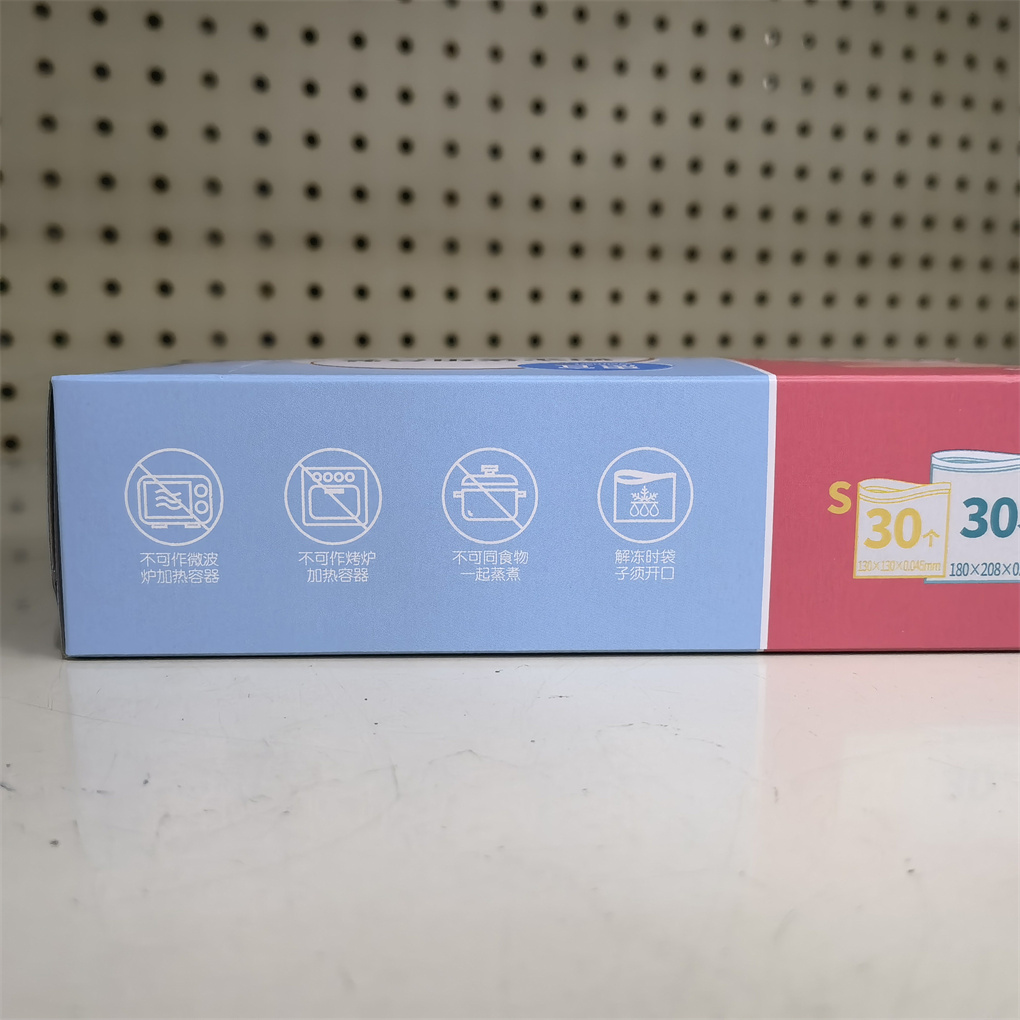 不可作微波
炉加热容器
不可作烤炉
加热容器
不可同食物
一起蒸煮
解冻时袋
子须开口
S
30个
130×130×0.045mm
30
180×208×0.